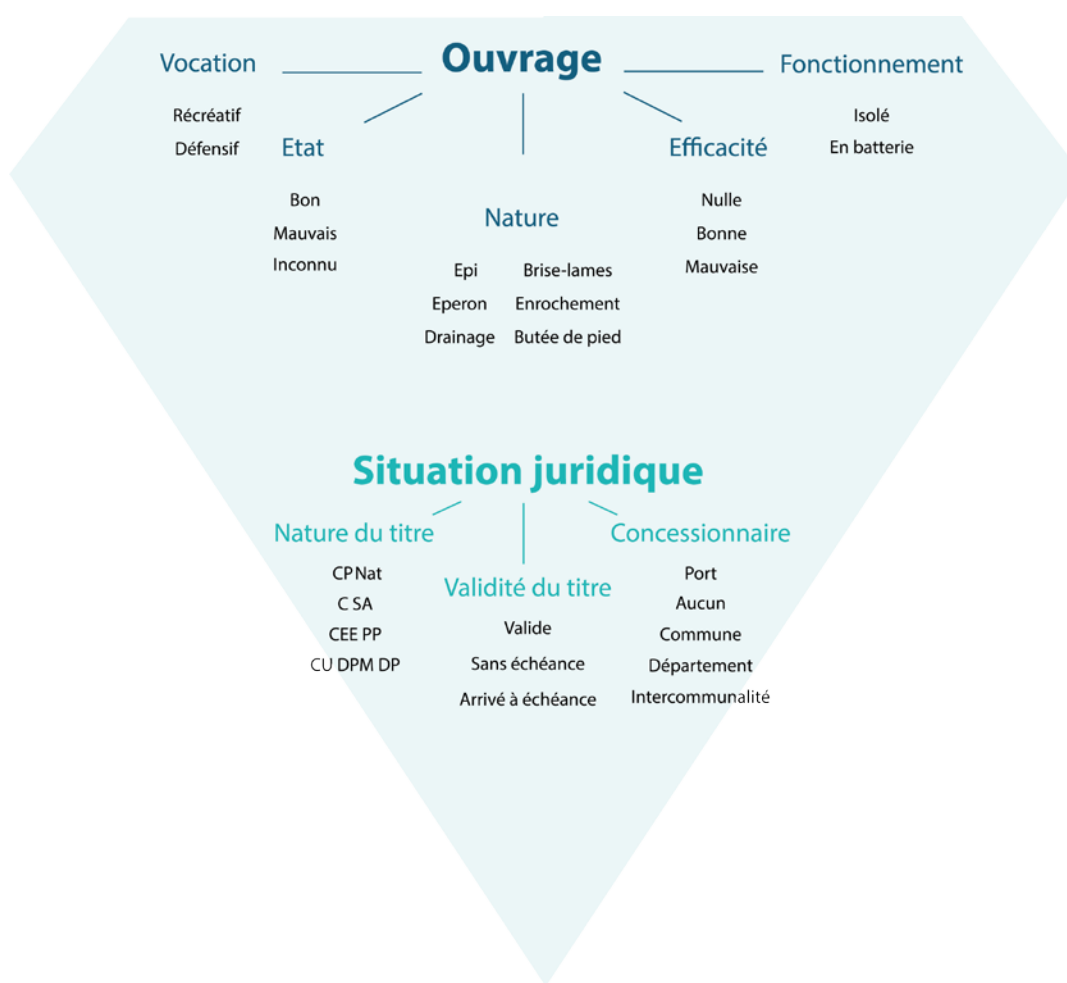 Ouvrage
Vocation
Récréatif
Défensif
Etat
Bon
Mauvais
Inconnu
Nature
Epi
Eperon
Drainage
Brise-lames
Enrochement
Butée de pied
Efficacité
Nulle
Bonne
Mauvaise
Fonctionnement
Isolé
En batterie
Situation juridique
Nature du titre
CPNat
C SA
CEE PP
CU DPM DP
Validité du titre
Valide
Sans échéance
Arrivé à échéance
Concessionnaire
Port
Aucun
Commune
Département
Intercommunalité